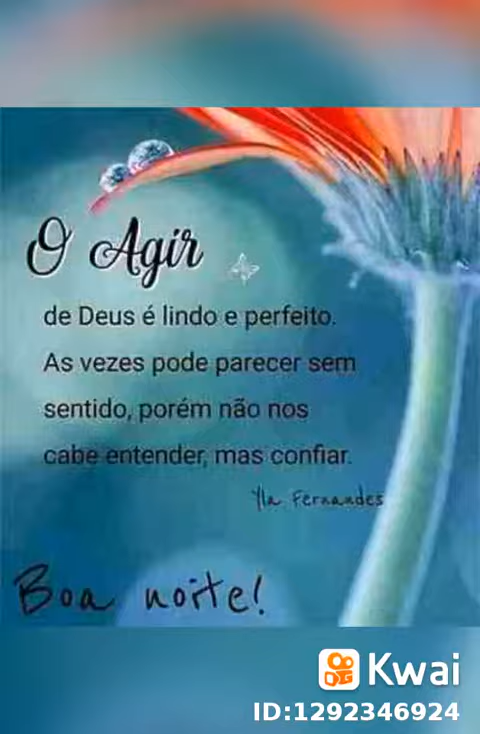 O Agir
de Deus é lindo e perfeito.
As vezes pode parecer sem
sentido, porém não nos
cabe entender, mas confiar.
Yla Fernandes
Boa noite!
Kwai
ID:1292346924